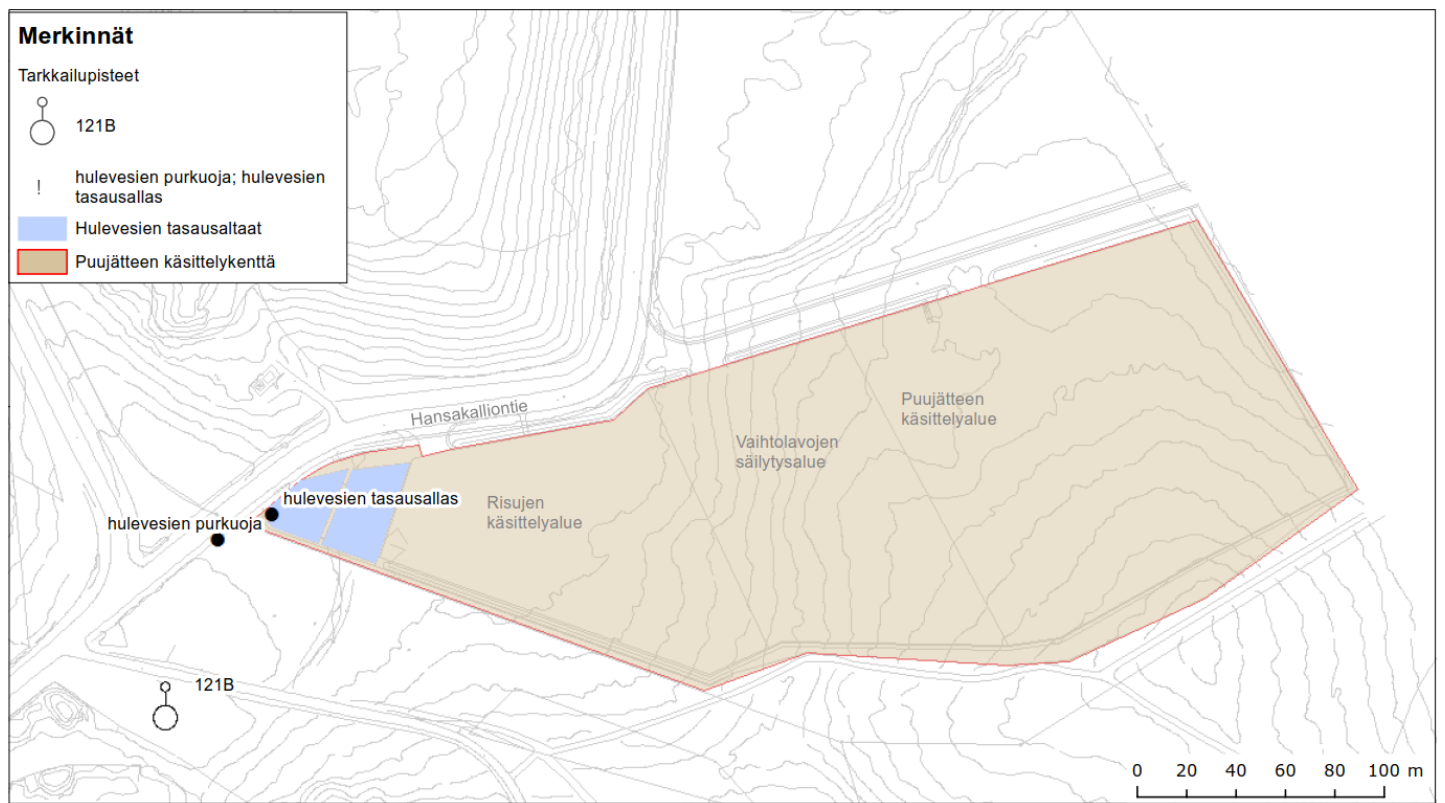 Merkinnät
Tarkkailupisteet
121B
!
hulevesien purkuoja; hulevesien
tasausallas
Hulevesien tasausaltaat
Puujätteen käsittelykenttä
Hansakalliontie
Puujätteen
käsittelyalue
Vaihtolavojen
säilytysalue
Risujen
käsittelyalue
hulevesien tasausallas
hulevesien purkuoja
121B
0 20 40 60 80 100 m